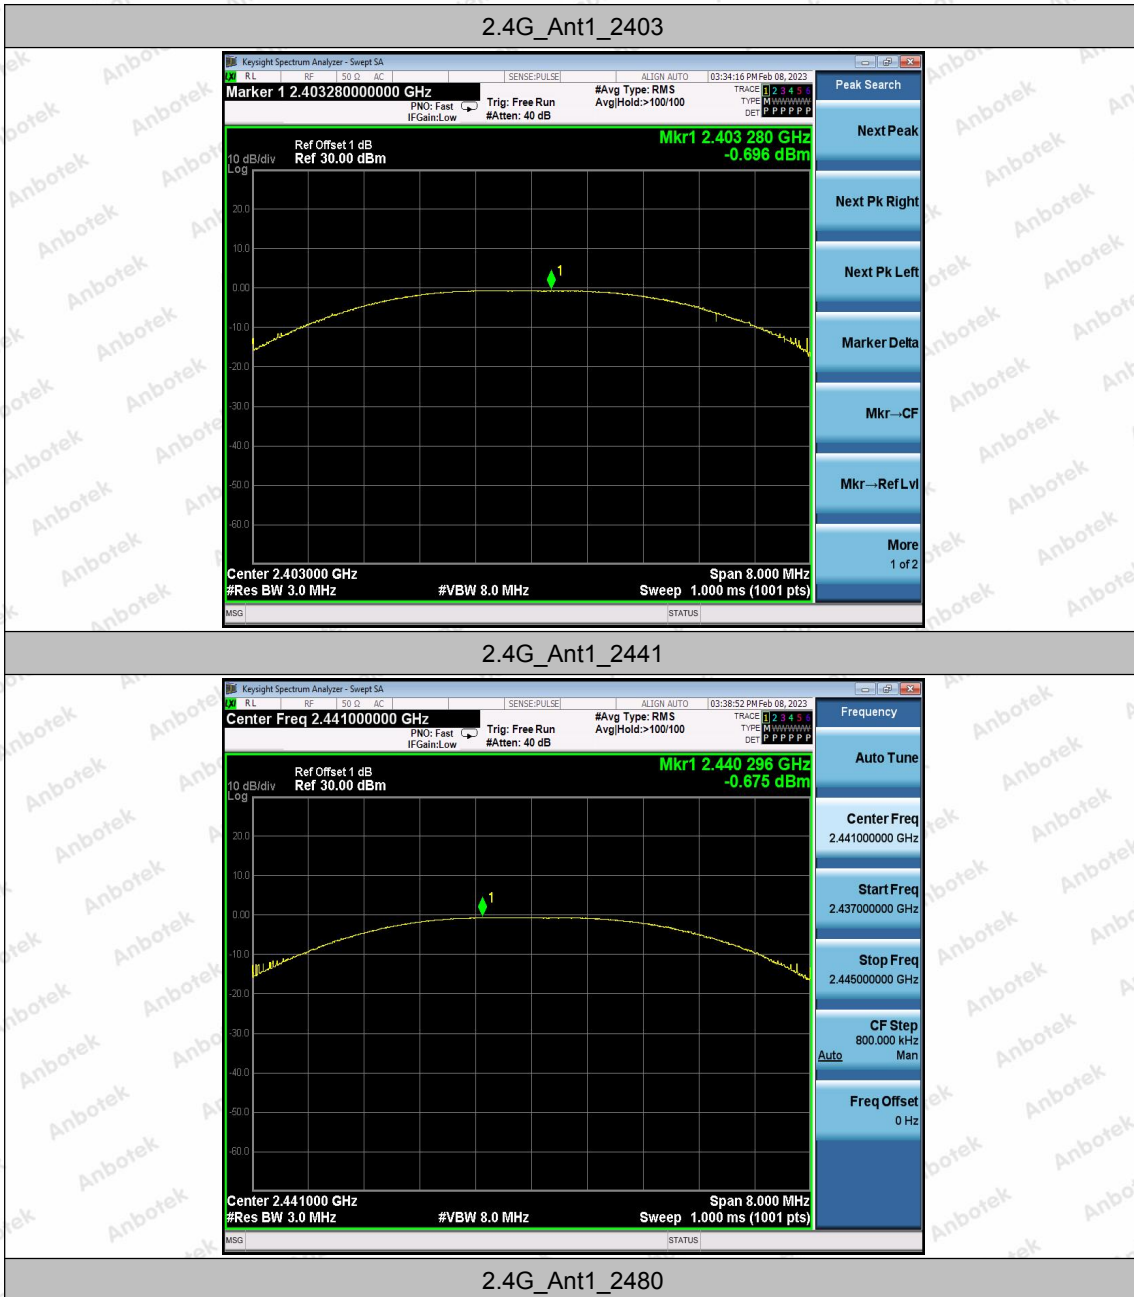 2.4G_Ant1_2403
Keysight Spectrum Analyzer - Swept SA
LXI RL RF 50 Ω AC SENSE:PULSE ALIGN AUTO 03:34:16 PM Feb 08, 2023
Marker 1 2.403280000000 GHz
PNO: Fast
IFGain:Low
Trig: Free Run
#Atten: 40 dB
#Avg Type: RMS
Avg|Hold:>100/100
TRACE 1 2 3 4 5 6
TYPE M WWWWW
DET P P P P P P
Ref Offset 1 dB
10 dB/div Ref 30.00 dBm
Log
Mkr1 2.403 280 GHz
-0.696 dBm
20.0
10.0
0.00
-10.0
-20.0
-30.0
-40.0
-50.0
-60.0
1
Center 2.403000 GHz Span 8.000 MHz
#Res BW 3.0 MHz #VBW 8.0 MHz Sweep 1.000 ms (1001 pts)
MSG STATUS
Peak Search
Next Peak
Next Pk Right
Next Pk Left
Marker Delta
Mkr→CF
Mkr→Ref Lvl
More
1 of 2
2.4G_Ant1_2441
Keysight Spectrum Analyzer - Swept SA
LXI RL RF 50 Ω AC SENSE:PULSE ALIGN AUTO 03:38:52 PM Feb 08, 2023
Center Freq 2.441000000 GHz
PNO: Fast
IFGain:Low
Trig: Free Run
#Atten: 40 dB
#Avg Type: RMS
Avg|Hold:>100/100
TRACE 1 2 3 4 5 6
TYPE M WWWWW
DET P P P P P P
Ref Offset 1 dB
10 dB/div Ref 30.00 dBm
Log
Mkr1 2.440 296 GHz
-0.675 dBm
20.0
10.0
0.00
-10.0
-20.0
-30.0
-40.0
-50.0
-60.0
1
Center 2.441000 GHz Span 8.000 MHz
#Res BW 3.0 MHz #VBW 8.0 MHz Sweep 1.000 ms (1001 pts)
MSG STATUS
Frequency
Auto Tune
Center Freq
2.441000000 GHz
Start Freq
2.437000000 GHz
Stop Freq
2.445000000 GHz
CF Step
800.000 kHz
Auto Man
Freq Offset
0 Hz
2.4G_Ant1_2480
Anbotek